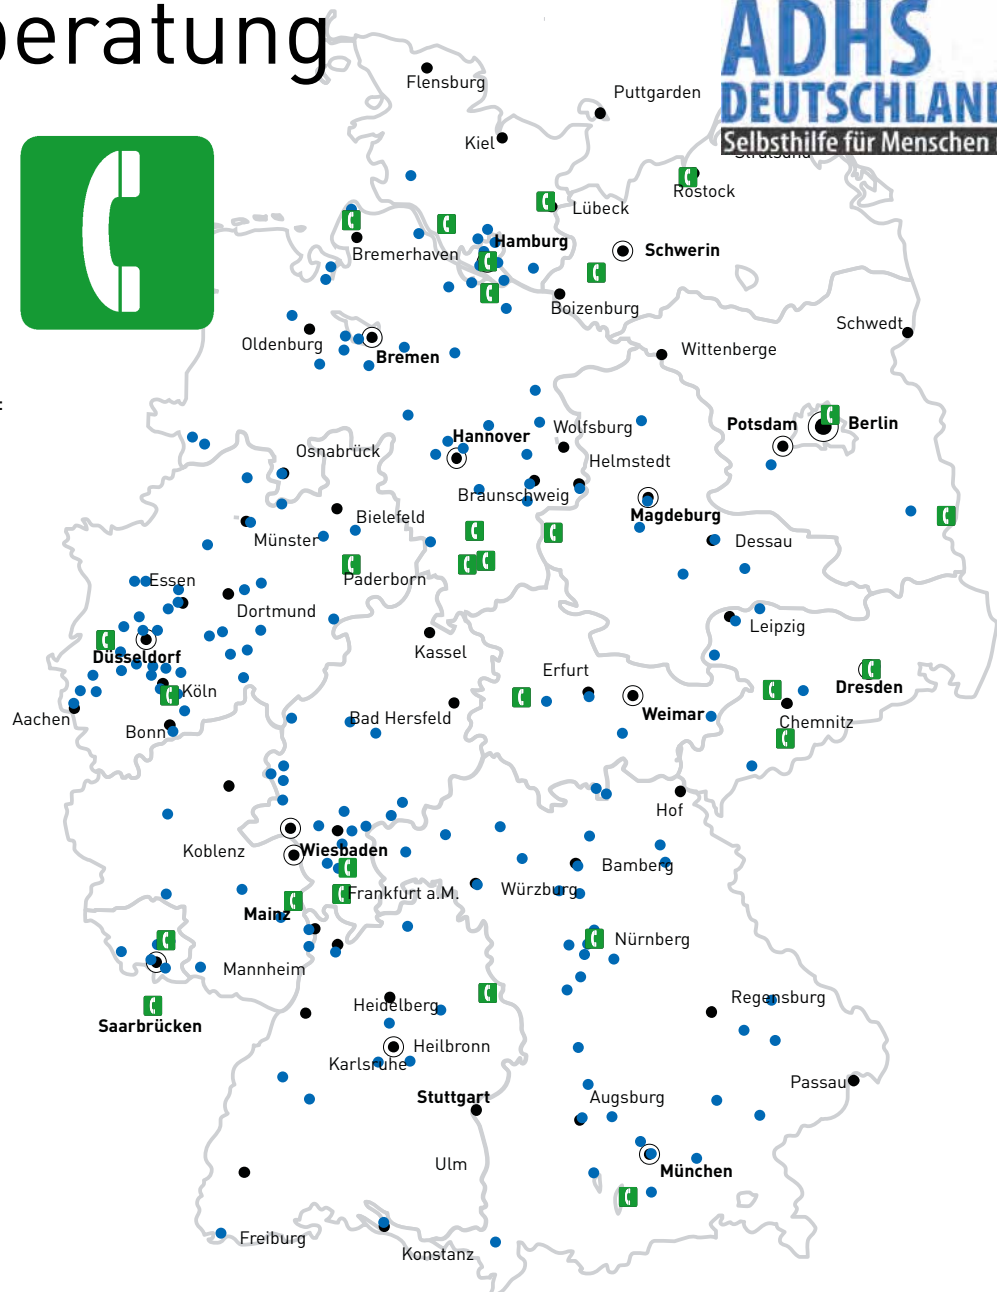 beratung
ADHS
DEUTSCHLAND
Selbsthilfe für Menschen
Flensburg
Puttgarden
Kiel
Stralsund
Rostock
Lübeck
Hamburg
Schwerin
Bremerhaven
Boizenburg
Schwedt
Oldenburg
Bremen
Wittenberge
:
Potsdam
Berlin
Wolfsburg
Hannover
Osnabrück
Helmstedt
Braunschweig
Magdeburg
Bielefeld
Münster
Dessau
Paderborn
Essen
Dortmund
Leipzig
Kassel
Düsseldorf
Erfurt
Dresden
Köln
Weimar
Aachen
Bad Hersfeld
Chemnitz
Bonn
Hof
Koblenz
Wiesbaden
Bamberg
Frankfurt a.M.
Würzburg
Mainz
Nürnberg
Mannheim
Regensburg
Heidelberg
Saarbrücken
Heilbronn
Karlsruhe
Passau
Stuttgart
Augsburg
Ulm
München
Freiburg
Konstanz